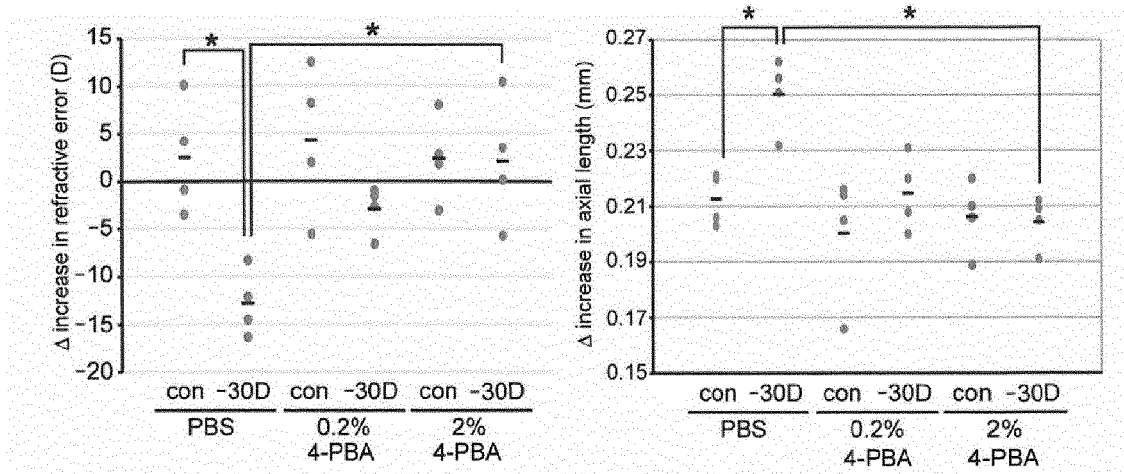 * *
15
10
5
0
−5
−10
−15
−20
Δ increase in refractive error (D)
con −30D con −30D con −30D
PBS 0.2% 2%
4-PBA 4-PBA
* *
0.27
0.25
0.23
0.21
0.19
0.17
0.15
Δ increase in axial length (mm)
con −30D con −30D con −30D
PBS 0.2% 2%
4-PBA 4-PBA